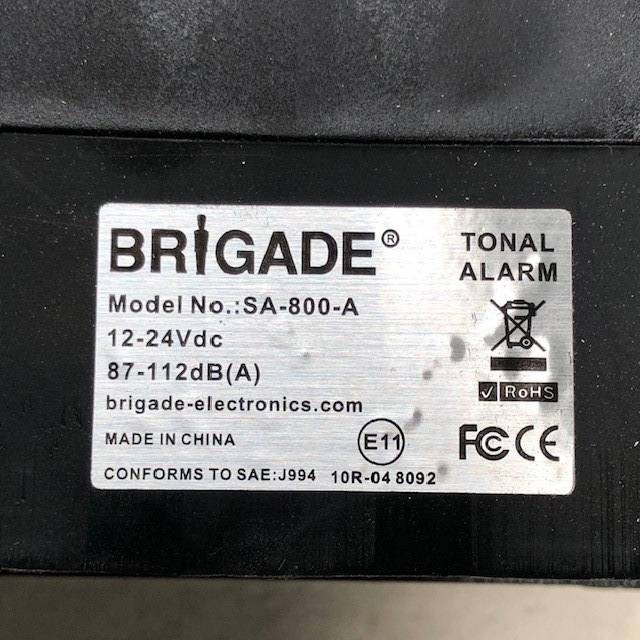 BRIGADE®
TONAL
ALARM
Model No.:SA-800-A
12-24Vdc
87-112dB(A)
brigade-electronics.com
✓ RoHS
MADE IN CHINA
E11
FC CE
CONFORMS TO SAE:J994 10R-04 8092